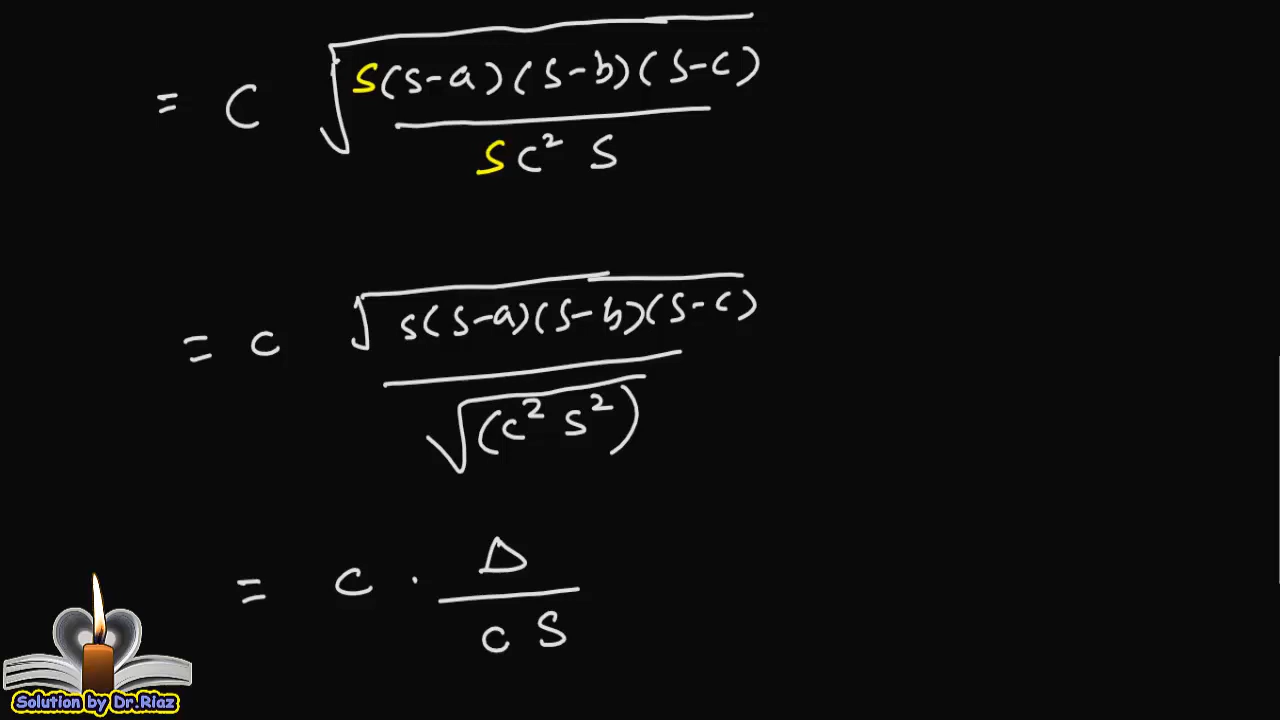 = C √(S(S-a)(S-b)(S-c) / S c² S)
= c √(s(s-a)(s-b)(s-c)) / √(c² s²)
= c · Δ / c S
Solution by Dr.Riaz